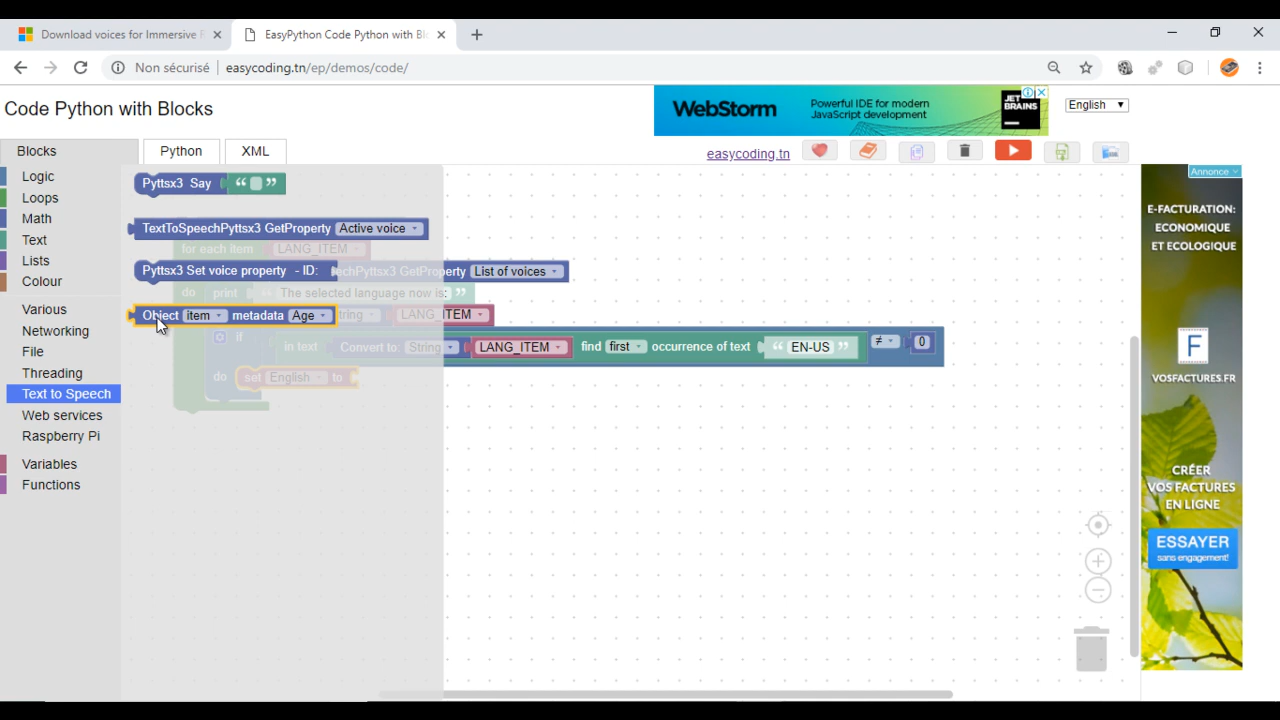 Download voices for Immersive R
EasyPython Code Python with Bl
Non sécurisé easycoding.tn/ep/demos/code/
Code Python with Blocks
WebStorm Powerful IDE for modern
JavaScript development
JET
BRAINS
English
easycoding.tn
Blocks Python XML
Logic
Loops
Math
Text
Lists
Colour
Various
Networking
File
Threading
Text to Speech
Web services
Raspberry Pi
Variables
Functions
Pyttsx3 Say “ ”
TextToSpeechPyttsx3 GetProperty Active voice
for each item LANG_ITEM
Pyttsx3 Set voice property - ID:
echPyttsx3 GetProperty List of voices
do print “ The selected language now is: ”
Object item metadata Age
tring LANG_ITEM
if in text Convert to: String LANG_ITEM find first occurrence of text “ EN-US ” ≠ 0
do set English to
Annonce
E-FACTURATION:
ECONOMIQUE
ET ECOLOGIQUE
F
VOSFACTURES.FR
CRÉER
VOS FACTURES
EN LIGNE
ESSAYER
sans engagement!